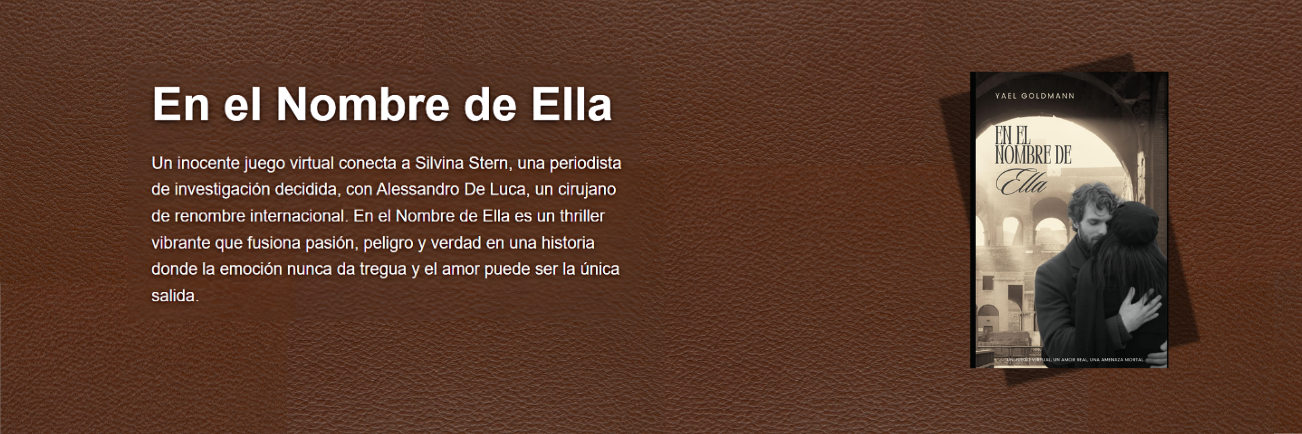 En el Nombre de Ella
Un inocente juego virtual conecta a Silvina Stern, una periodista
de investigación decidida, con Alessandro De Luca, un cirujano
de renombre internacional. En el Nombre de Ella es un thriller
vibrante que fusiona pasión, peligro y verdad en una historia
donde la emoción nunca da tregua y el amor puede ser la única
salida.
YAEL GOLDMANN
EN EL
NOMBRE DE
Ella
UN JUEGO VIRTUAL, UN AMOR REAL, UNA AMENAZA MORTAL